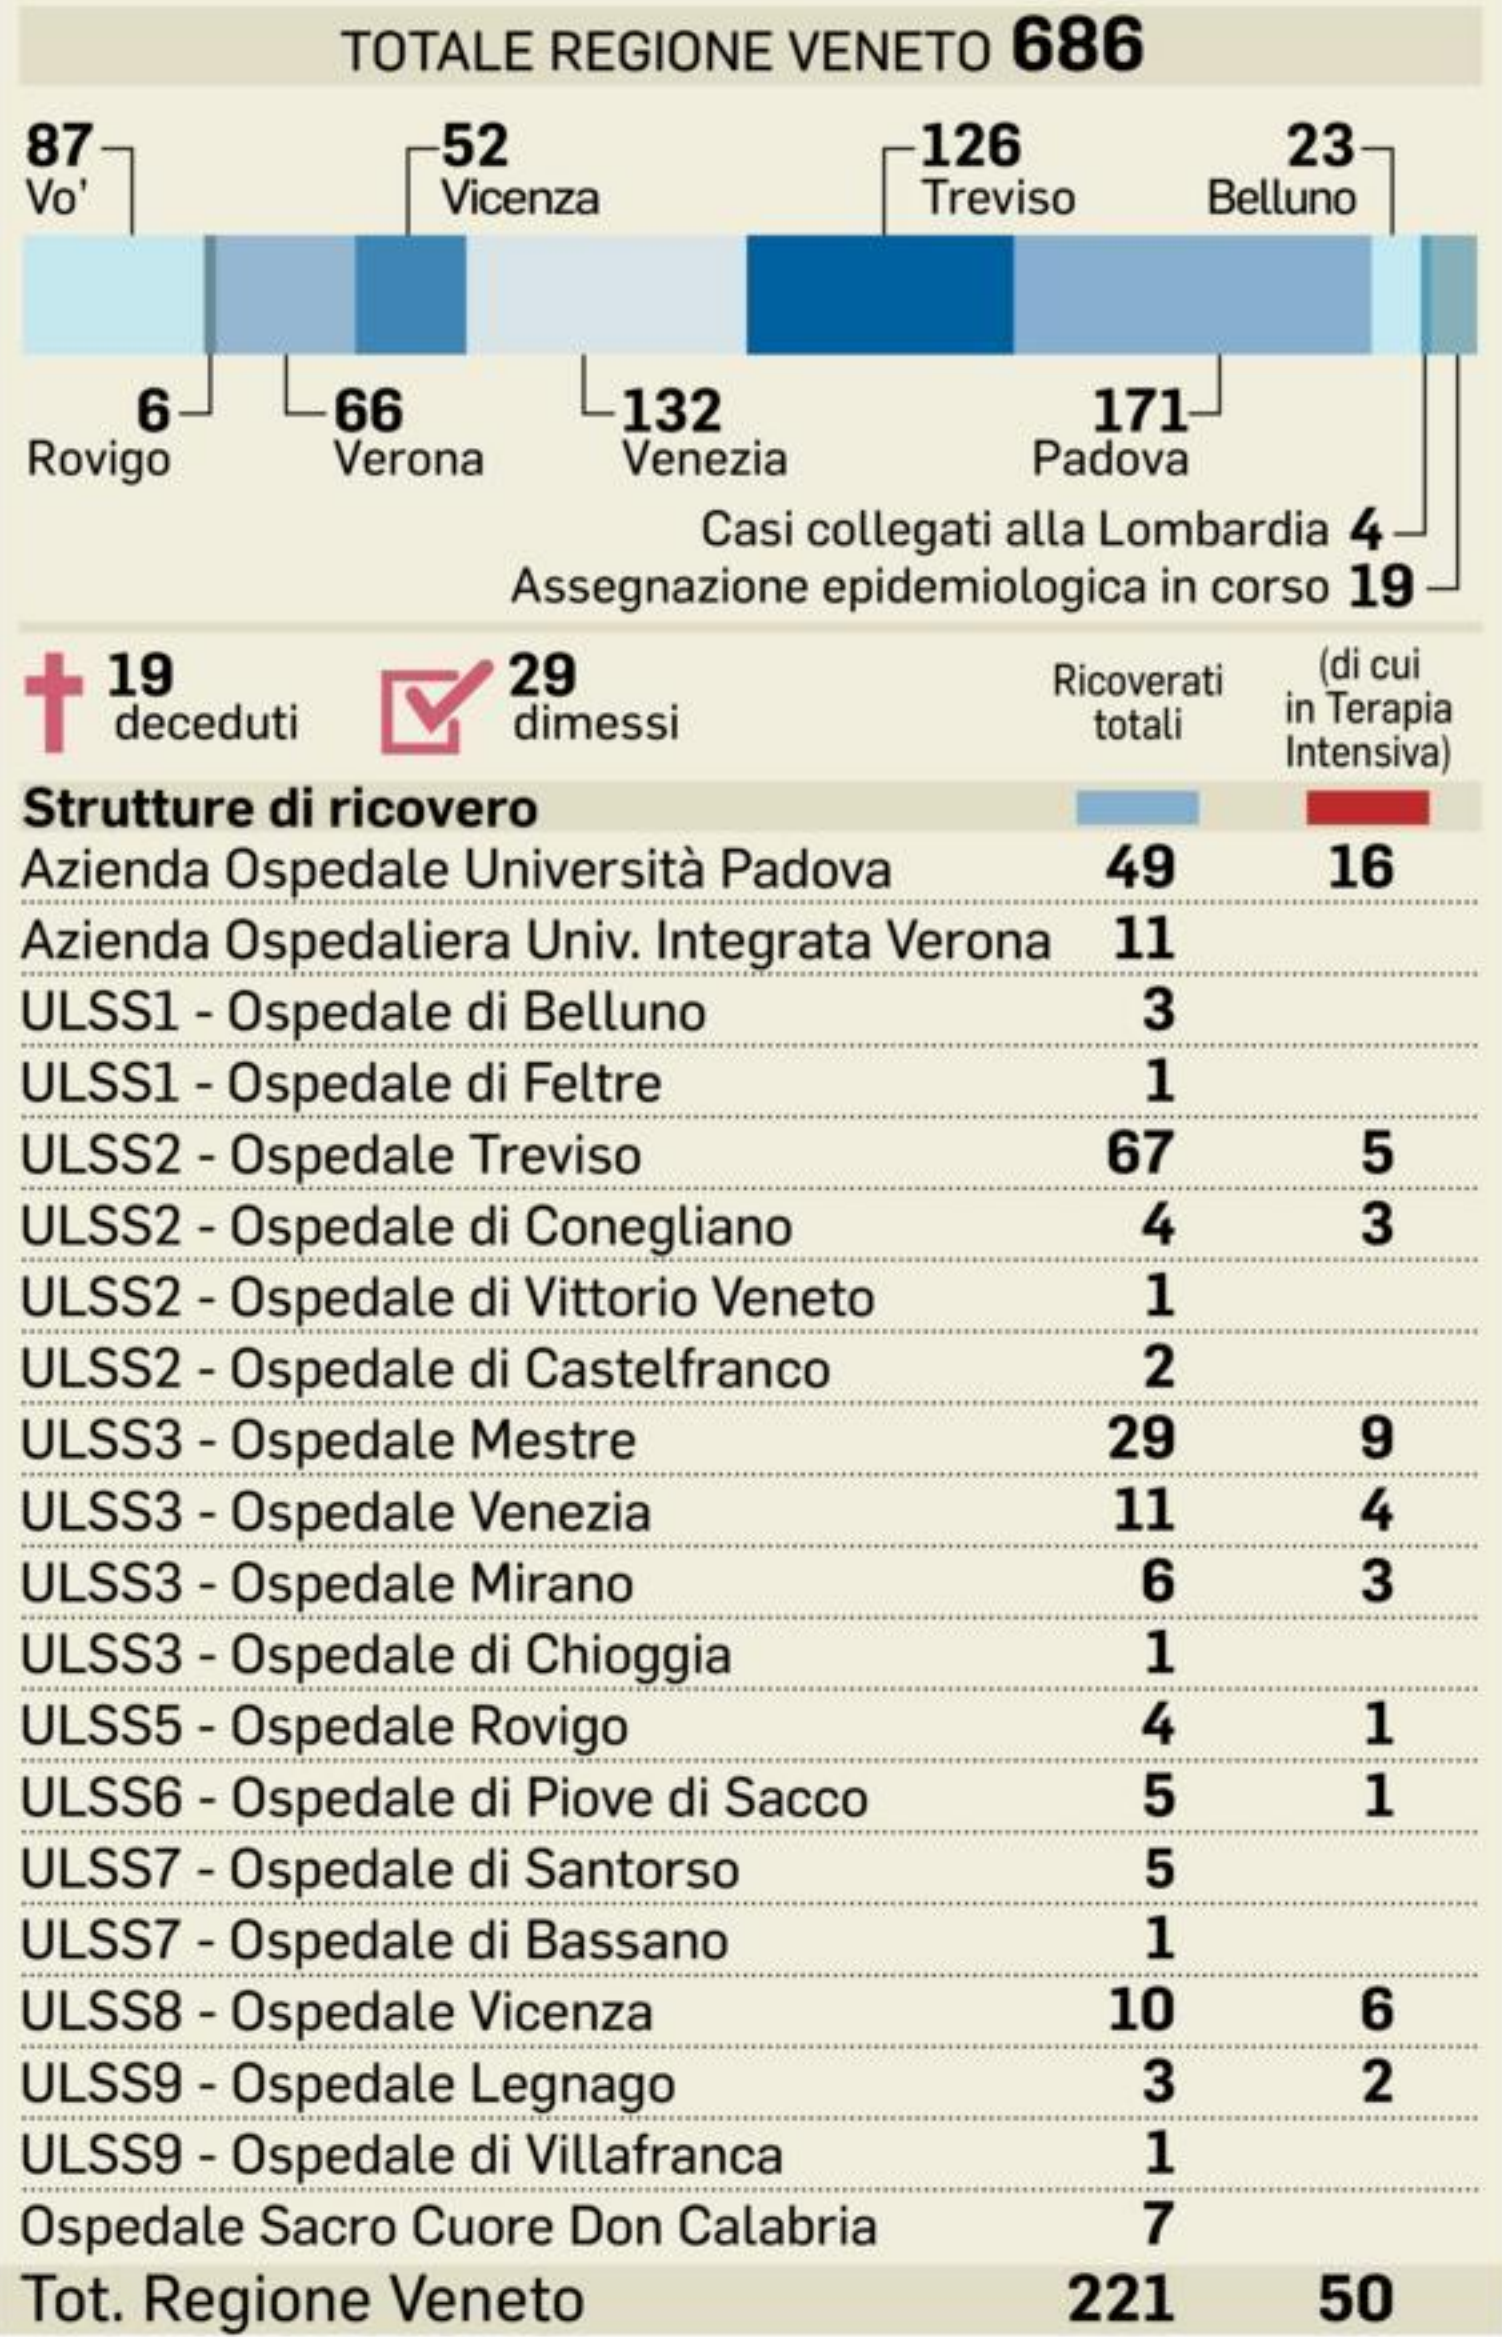 TOTALE REGIONE VENETO 686
87
Vo'
52
Vicenza
126
Treviso
23
Belluno
6
Rovigo
66
Verona
132
Venezia
171
Padova
Casi collegati alla Lombardia 4
Assegnazione epidemiologica in corso 19
19
deceduti
29
dimessi
Ricoverati
totali
(di cui
in Terapia
Intensiva)
Strutture di ricovero
Azienda Ospedale Università Padova 49 16
Azienda Ospedaliera Univ. Integrata Verona 11
ULSS1 - Ospedale di Belluno 3
ULSS1 - Ospedale di Feltre 1
ULSS2 - Ospedale Treviso 67 5
ULSS2 - Ospedale di Conegliano 4 3
ULSS2 - Ospedale di Vittorio Veneto 1
ULSS2 - Ospedale di Castelfranco 2
ULSS3 - Ospedale Mestre 29 9
ULSS3 - Ospedale Venezia 11 4
ULSS3 - Ospedale Mirano 6 3
ULSS3 - Ospedale di Chioggia 1
ULSS5 - Ospedale Rovigo 4 1
ULSS6 - Ospedale di Piove di Sacco 5 1
ULSS7 - Ospedale di Santorso 5
ULSS7 - Ospedale di Bassano 1
ULSS8 - Ospedale Vicenza 10 6
ULSS9 - Ospedale Legnago 3 2
ULSS9 - Ospedale di Villafranca 1
Ospedale Sacro Cuore Don Calabria 7
Tot. Regione Veneto 221 50